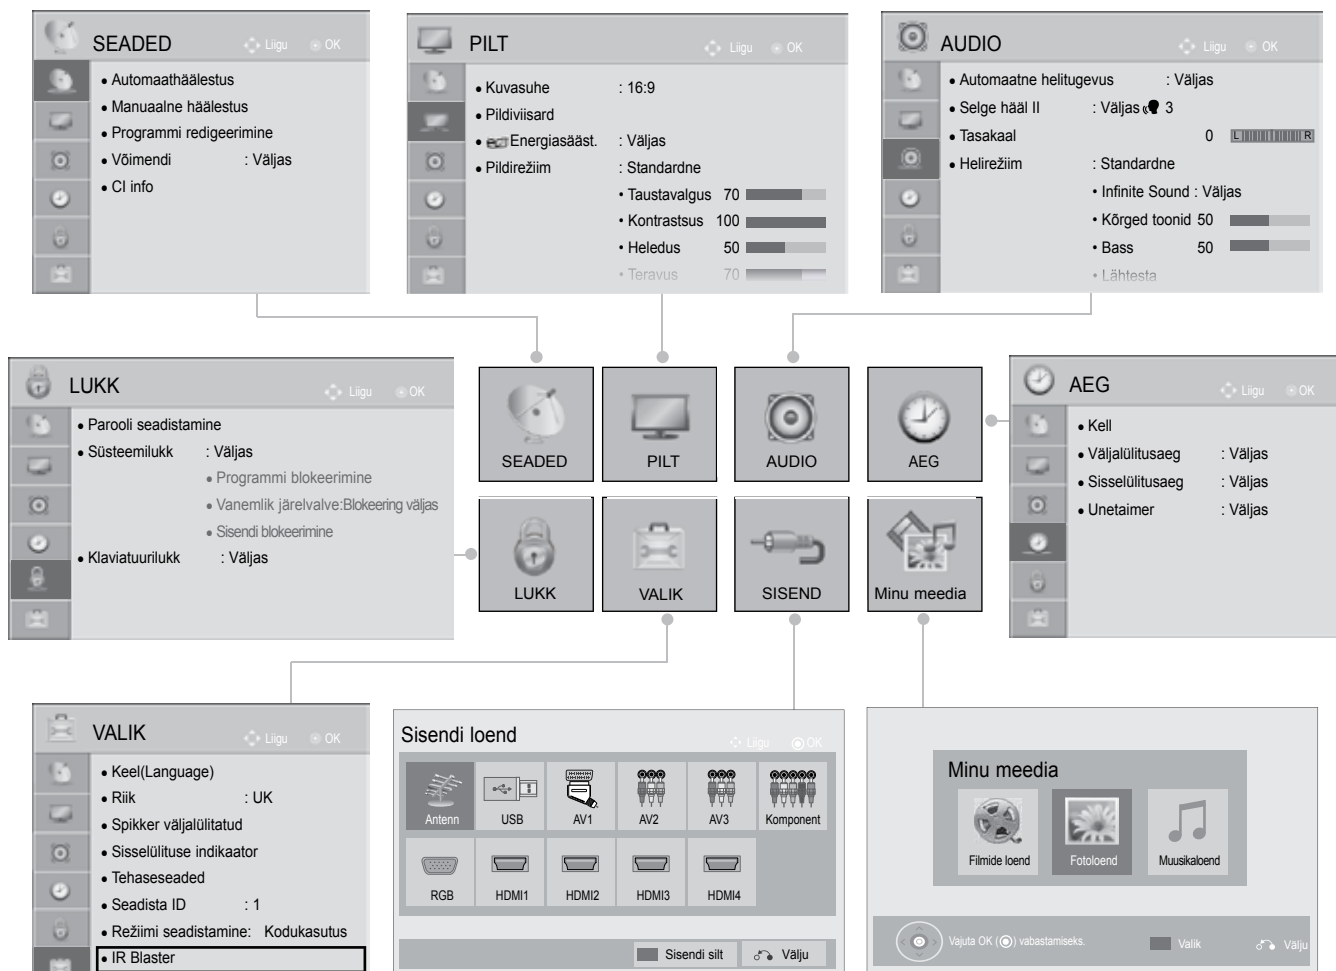 SEADED
Liigu OK
• Automaathäälestus
• Manuaalne häälestus
• Programmi redigeerimine
• Võimendi : Väljas
• CI info
PILT
Liigu OK
• Kuvasuhe : 16:9
• Pildiviisard
• Energiasääst. : Väljas
• Pildirežiim : Standardne
• Taustavalgus 70
• Kontrastsus 100
• Heledus 50
• Teravus 70
AUDIO
Liigu OK
• Automaatne helitugevus : Väljas
• Selge hääl II : Väljas 3
• Tasakaal 0 L R
• Helirežiim : Standardne
• Infinite Sound : Väljas
• Kõrged toonid 50
• Bass 50
• Lähtesta
LUKK
Liigu OK
• Parooli seadistamine
• Süsteemilukk : Väljas
• Programmi blokeerimine
• Vanemlik järelvalve:Blokeering väljas
• Sisendi blokeerimine
• Klaviatuurilukk : Väljas
SEADED
PILT
AUDIO
AEG
LUKK
VALIK
SISEND
Minu meedia
AEG
Liigu OK
• Kell
• Väljalülitusaeg : Väljas
• Sisselülitusaeg : Väljas
• Unetaimer : Väljas
VALIK
Liigu OK
• Keel(Language)
• Riik : UK
• Spikker väljalülitatud
• Sisselülituse indikaator
• Tehaseseaded
• Seadista ID : 1
• Režiimi seadistamine: Kodukasutus
• IR Blaster
Sisendi loend
Liigu OK
Antenn
USB
AV1
AV2
AV3
Komponent
RGB
HDMI1
HDMI2
HDMI3
HDMI4
Sisendi silt
Välju
Minu meedia
Filmide loend
Fotoloend
Muusikaloend
Vajuta OK (◉) vabastamiseks.
Valik
Välju